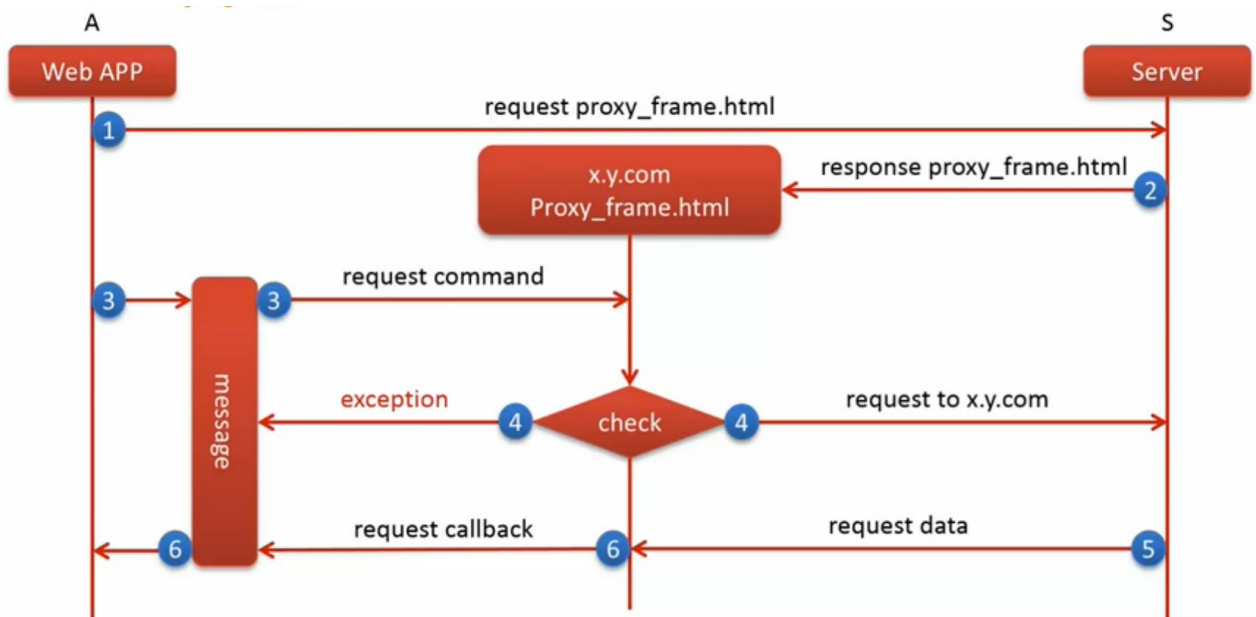 A
S
Web APP
Server
request proxy_frame.html
1
x.y.com
Proxy_frame.html
response proxy_frame.html
2
3
3
request command
message
exception
4
check
4
request to x.y.com
6
request callback
6
request data
5